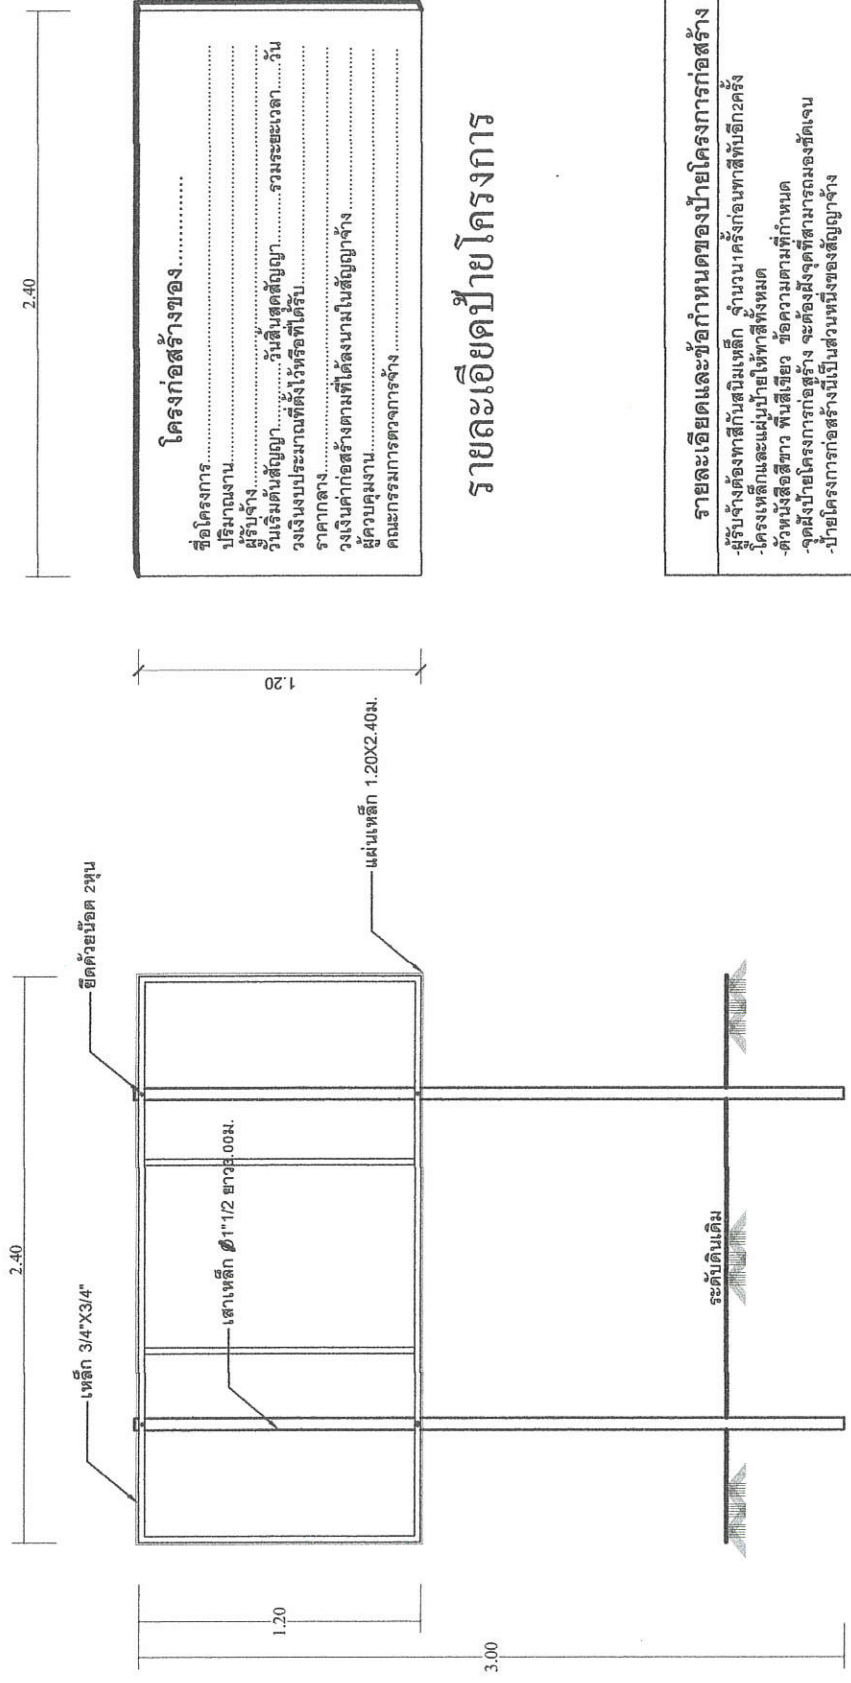 2.40
เหล็ก 3/4"X3/4"
ยึดด้วยน๊อต 2หุน
1.20
3.00
เสาเหล็ก Ø1"1/2 ยาว3.00ม.
แผ่นเหล็ก 1.20X2.40ม.
ระดับดินเดิม
2.40
1.20
โครงก่อสร้างของ...............
ชื่อโครงการ...............
ปริมาณงาน...............
ผู้รับจ้าง...............
วันเริ่มต้นสัญญา..........วันสิ้นสุดสัญญา..........รวมระยะเวลา......วัน
วงเงินงบประมาณที่ตั้งไว้หรือที่ได้รับ...............
ราคากลาง...............
วงเงินค่าก่อสร้างตามที่ได้ลงนามในสัญญาจ้าง...............
ผู้ควบคุมงาน...............
คณะกรรมการตรวจการจ้าง...............
รายละเอียดป้ายโครงการ
รายละเอียดและข้อกำหนดของป้ายโครงการก่อสร้าง
-ผู้รับจ้างต้องทาสีกันสนิมเหล็ก จำนวน1ครั้งก่อนทาสีทับอีก2ครั้ง
-โครงเหล็กและแผ่นป้ายให้ทาสีทั้งหมด
-ตัวหนังสือสีขาว พื้นสีเขียว ข้อความตามที่กำหนด
-จุดฝังป้ายโครงการก่อสร้าง จะต้องฝังจุดที่สามารถมองชัดเจน
-ป้ายโครงการก่อสร้างนี้เป็นส่วนหนึ่งของสัญญาจ้าง